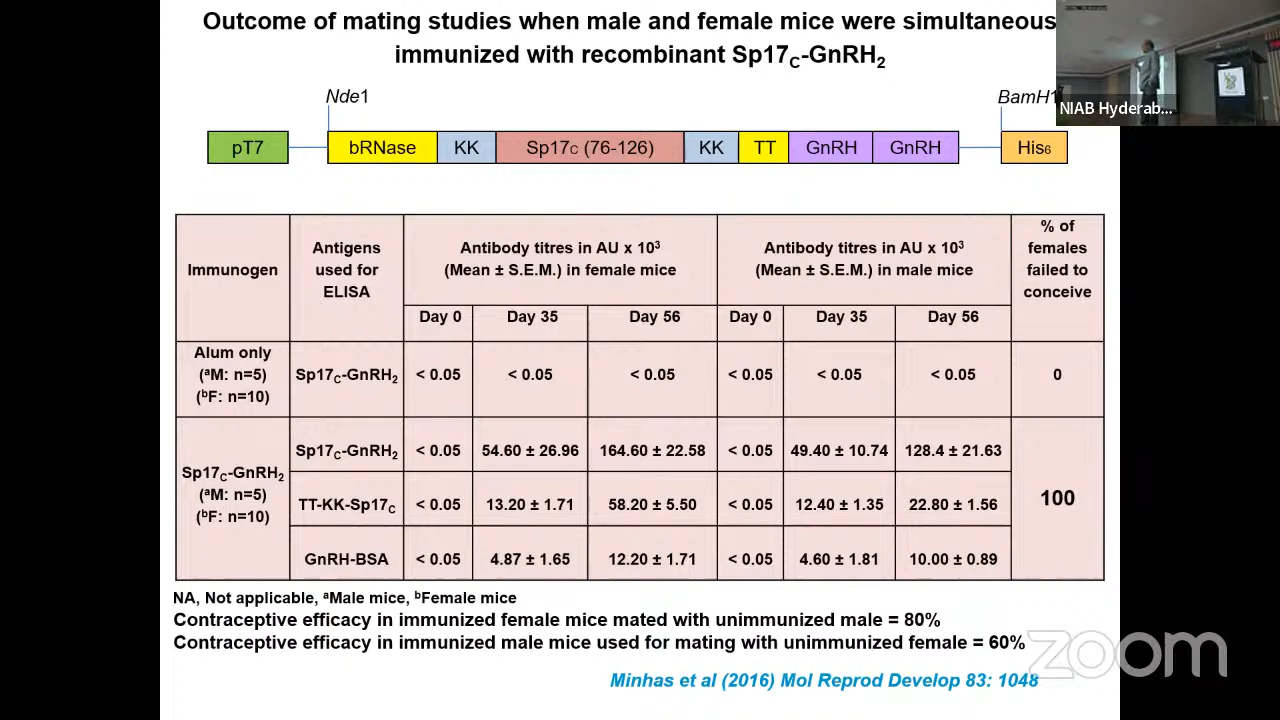 Outcome of mating studies when male and female mice were simultaneous
immunized with recombinant Sp17C-GnRH2
Nde1
BamH1
NIAB Hyderab...
pT7 bRNase KK Sp17C (76-126) KK TT GnRH GnRH His6
Immunogen
Antigens
used for
ELISA
Antibody titres in AU x 10³
(Mean ± S.E.M.) in female mice
Antibody titres in AU x 10³
(Mean ± S.E.M.) in male mice
% of
females
failed to
conceive
Day 0 Day 35 Day 56 Day 0 Day 35 Day 56
Alum only
(ªM: n=5)
(ᵇF: n=10)
Sp17C-GnRH2 < 0.05 < 0.05 < 0.05 < 0.05 < 0.05 < 0.05 0
Sp17C-GnRH2
(ªM: n=5)
(ᵇF: n=10)
Sp17C-GnRH2 < 0.05 54.60 ± 26.96 164.60 ± 22.58 < 0.05 49.40 ± 10.74 128.4 ± 21.63
TT-KK-Sp17C < 0.05 13.20 ± 1.71 58.20 ± 5.50 < 0.05 12.40 ± 1.35 22.80 ± 1.56
100
GnRH-BSA < 0.05 4.87 ± 1.65 12.20 ± 1.71 < 0.05 4.60 ± 1.81 10.00 ± 0.89
NA, Not applicable, ªMale mice, ᵇFemale mice
Contraceptive efficacy in immunized female mice mated with unimmunized male = 80%
Contraceptive efficacy in immunized male mice used for mating with unimmunized female = 60%
zoom
Minhas et al (2016) Mol Reprod Develop 83: 1048